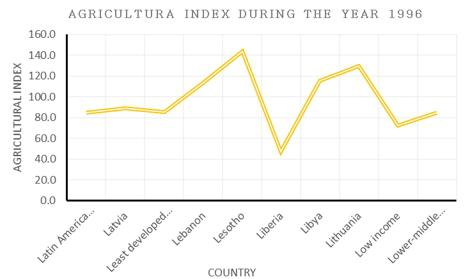 AGRICULTURA INDEX DURING THE YEAR 1996
160.0
140.0
120.0
100.0
80.0
60.0
40.0
20.0
0.0
AGRICULTURAL INDEX
Latin America...
Latvia
Least developed...
Lebanon
Lesotho
Liberia
Libya
Lithuania
Low income
Lower-middle...
COUNTRY